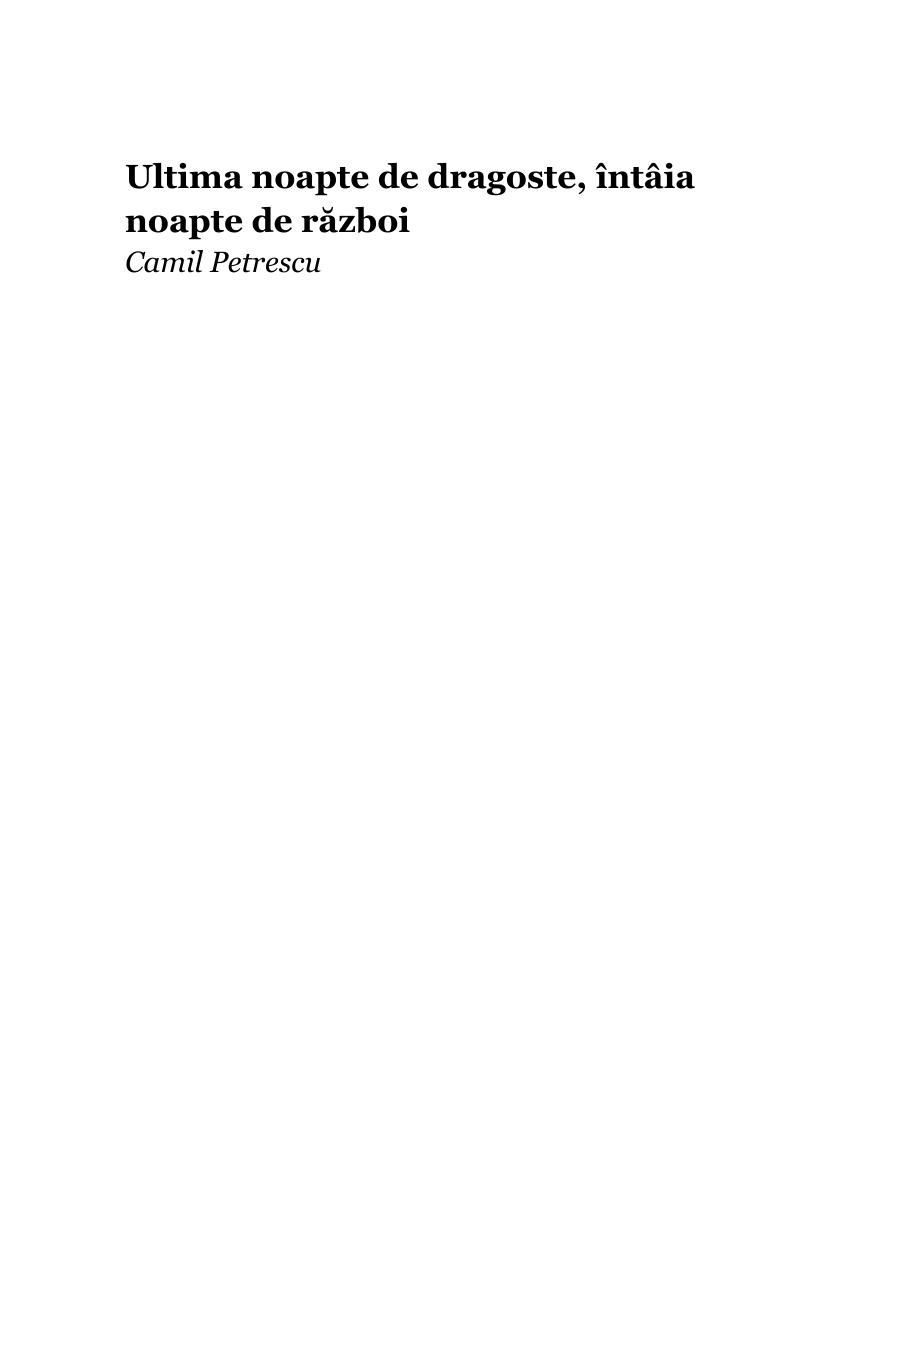 Ultima noapte de dragoste, întâia
noapte de război
Camil Petrescu